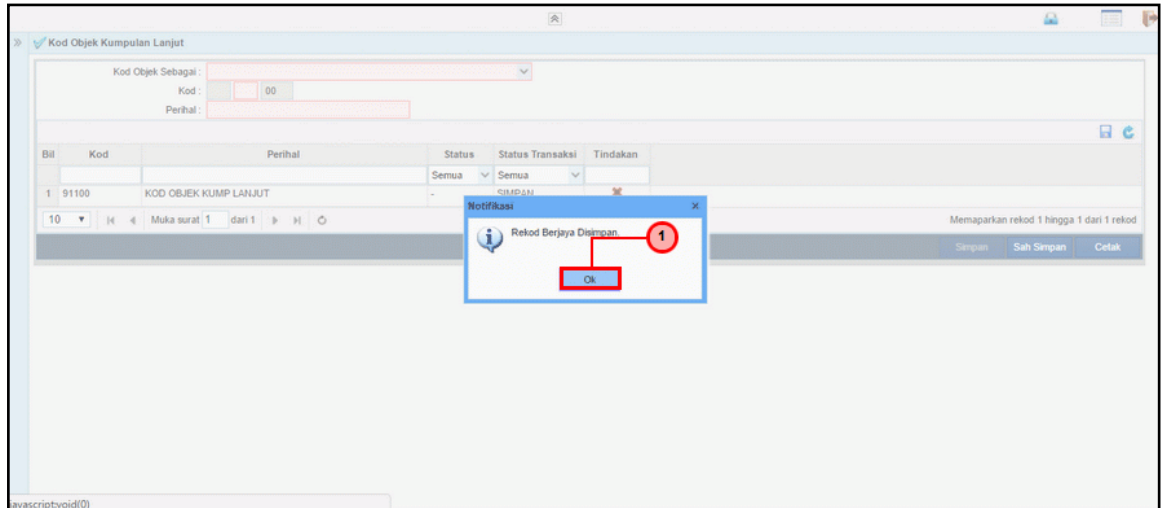 Kod Objek Kumpulan Lanjut
Kod Objek Sebagai :
Kod : 00
Perihal :
Bil Kod Perihal Status Status Transaksi Tindakan
Semua Semua
1 91100 KOD OBJEK KUMP LANJUT - SIMPAN
Notifikasi
10 Muka surat 1 dari 1 Memaparkan rekod 1 hingga 1 dari 1 rekod
Rekod Berjaya Disimpan.
1
Simpan Sah Simpan Cetak
Ok
javascript:void(0)